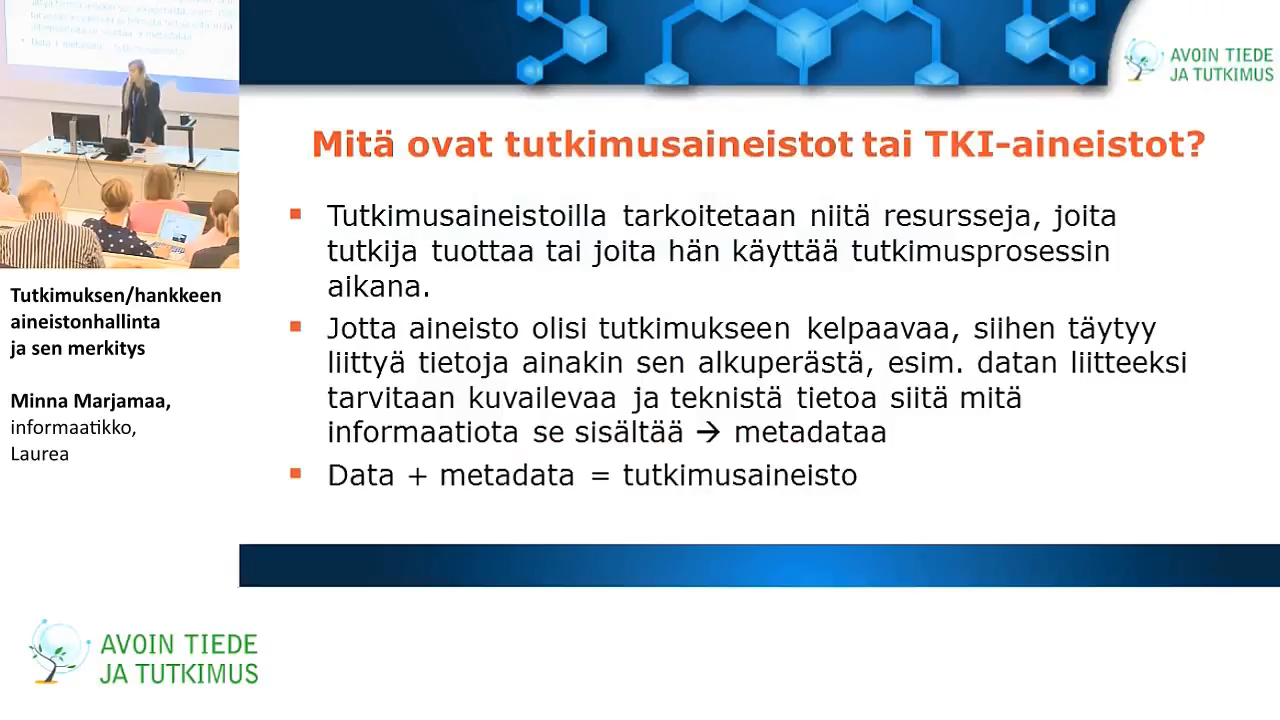 AVOIN TIEDE
JA TUTKIMUS
Mitä ovat tutkimusaineistot tai TKI-aineistot?
Tutkimusaineistoilla tarkoitetaan niitä resursseja, joita
tutkija tuottaa tai joita hän käyttää tutkimusprosessin
aikana.
Jotta aineisto olisi tutkimukseen kelpaavaa, siihen täytyy
liittyä tietoja ainakin sen alkuperästä, esim. datan liitteeksi
tarvitaan kuvailevaa ja teknistä tietoa siitä mitä
informaatiota se sisältää → metadataa
Data + metadata = tutkimusaineisto
Tutkimuksen/hankkeen
aineistonhallinta
ja sen merkitys
Minna Marjamaa,
informaatikko,
Laurea
AVOIN TIEDE
JA TUTKIMUS